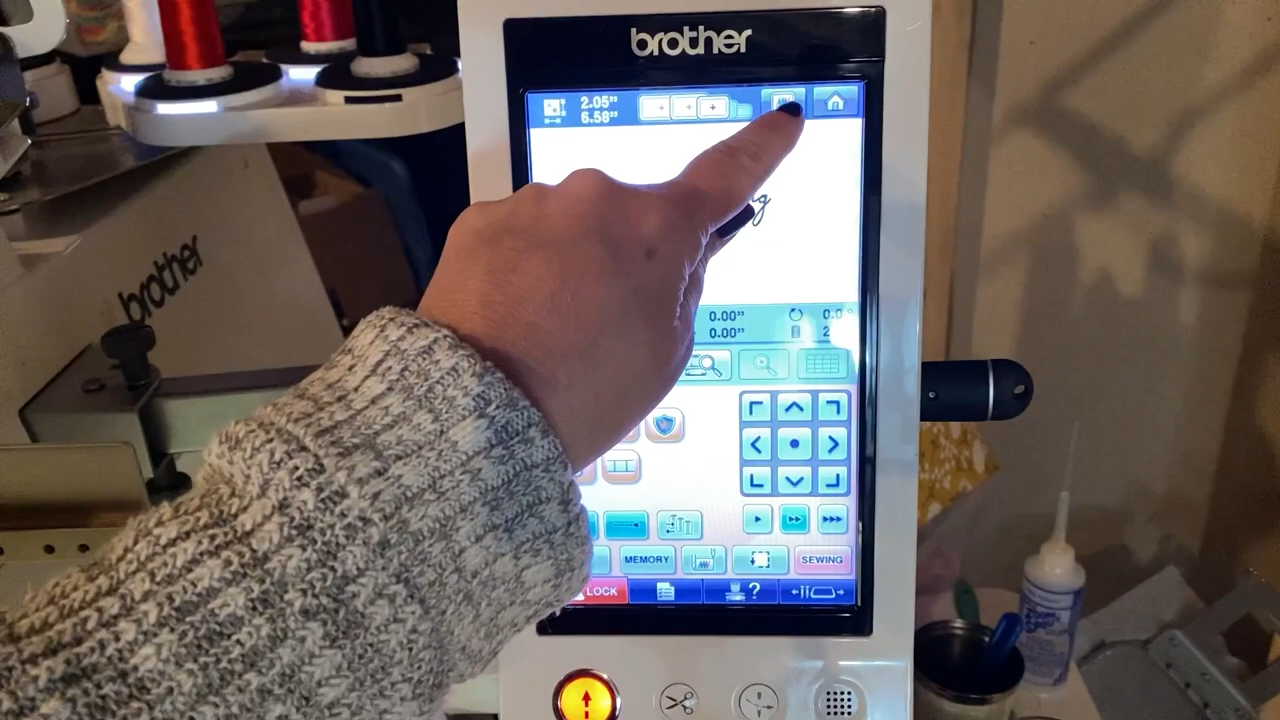 brother
2.05"
6.58"
brother
0.00"
0.00"
MEMORY
SEWING
LOCK
?